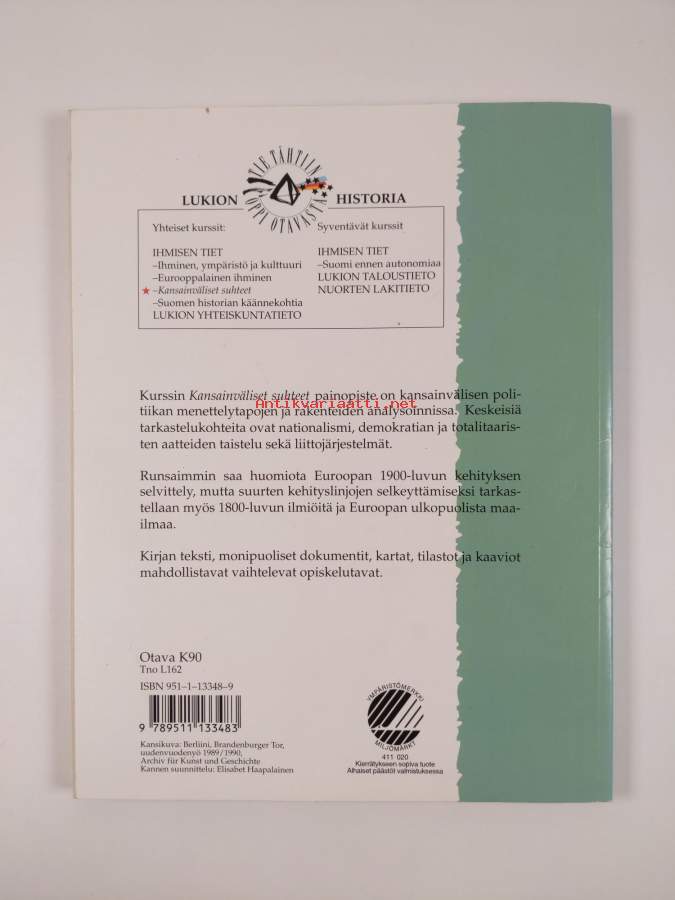 TIE TÄHTIIN
OPPI OTAVASTA
LUKION HISTORIA
Yhteiset kurssit:
IHMISEN TIET
–Ihminen, ympäristö ja kulttuuri
–Eurooppalainen ihminen
–Kansainväliset suhteet
–Suomen historian käännekohtia
LUKION YHTEISKUNTATIETO
Syventävät kurssit
IHMISEN TIET
–Suomi ennen autonomiaa
LUKION TALOUSTIETO
NUORTEN LAKITIETO
Kurssin Kansainväliset suhteet painopiste on kansainvälisen poli-
Antikvariaatti.net
tiikan menettelytapojen ja rakenteiden analysoinnissa. Keskeisiä
tarkastelukohteita ovat nationalismi, demokratian ja totalitaaris-
ten aatteiden taistelu sekä liittojärjestelmät.
Runsaimmin saa huomiota Euroopan 1900-luvun kehityksen
selvittely, mutta suurten kehityslinjojen selkeyttämiseksi tarkas-
tellaan myös 1800-luvun ilmiöitä ja Euroopan ulkopuolista maa-
ilmaa.
Kirjan teksti, monipuoliset dokumentit, kartat, tilastot ja kaaviot
mahdollistavat vaihtelevat opiskelutavat.
Otava K90
Tno L162
ISBN 951–1–13348–9
9 789511 133483
Kansikuva: Berliini, Brandenburger Tor,
uudenvuodenyö 1989/1990,
Archiv für Kunst und Geschichte
Kannen suunnittelu: Elisabet Haapalainen
YMPÄRISTÖMERKKI
MILJÖMÄRKT
411 020
Kierrätykseen sopiva tuote
Alhaiset päästöt valmistuksessa